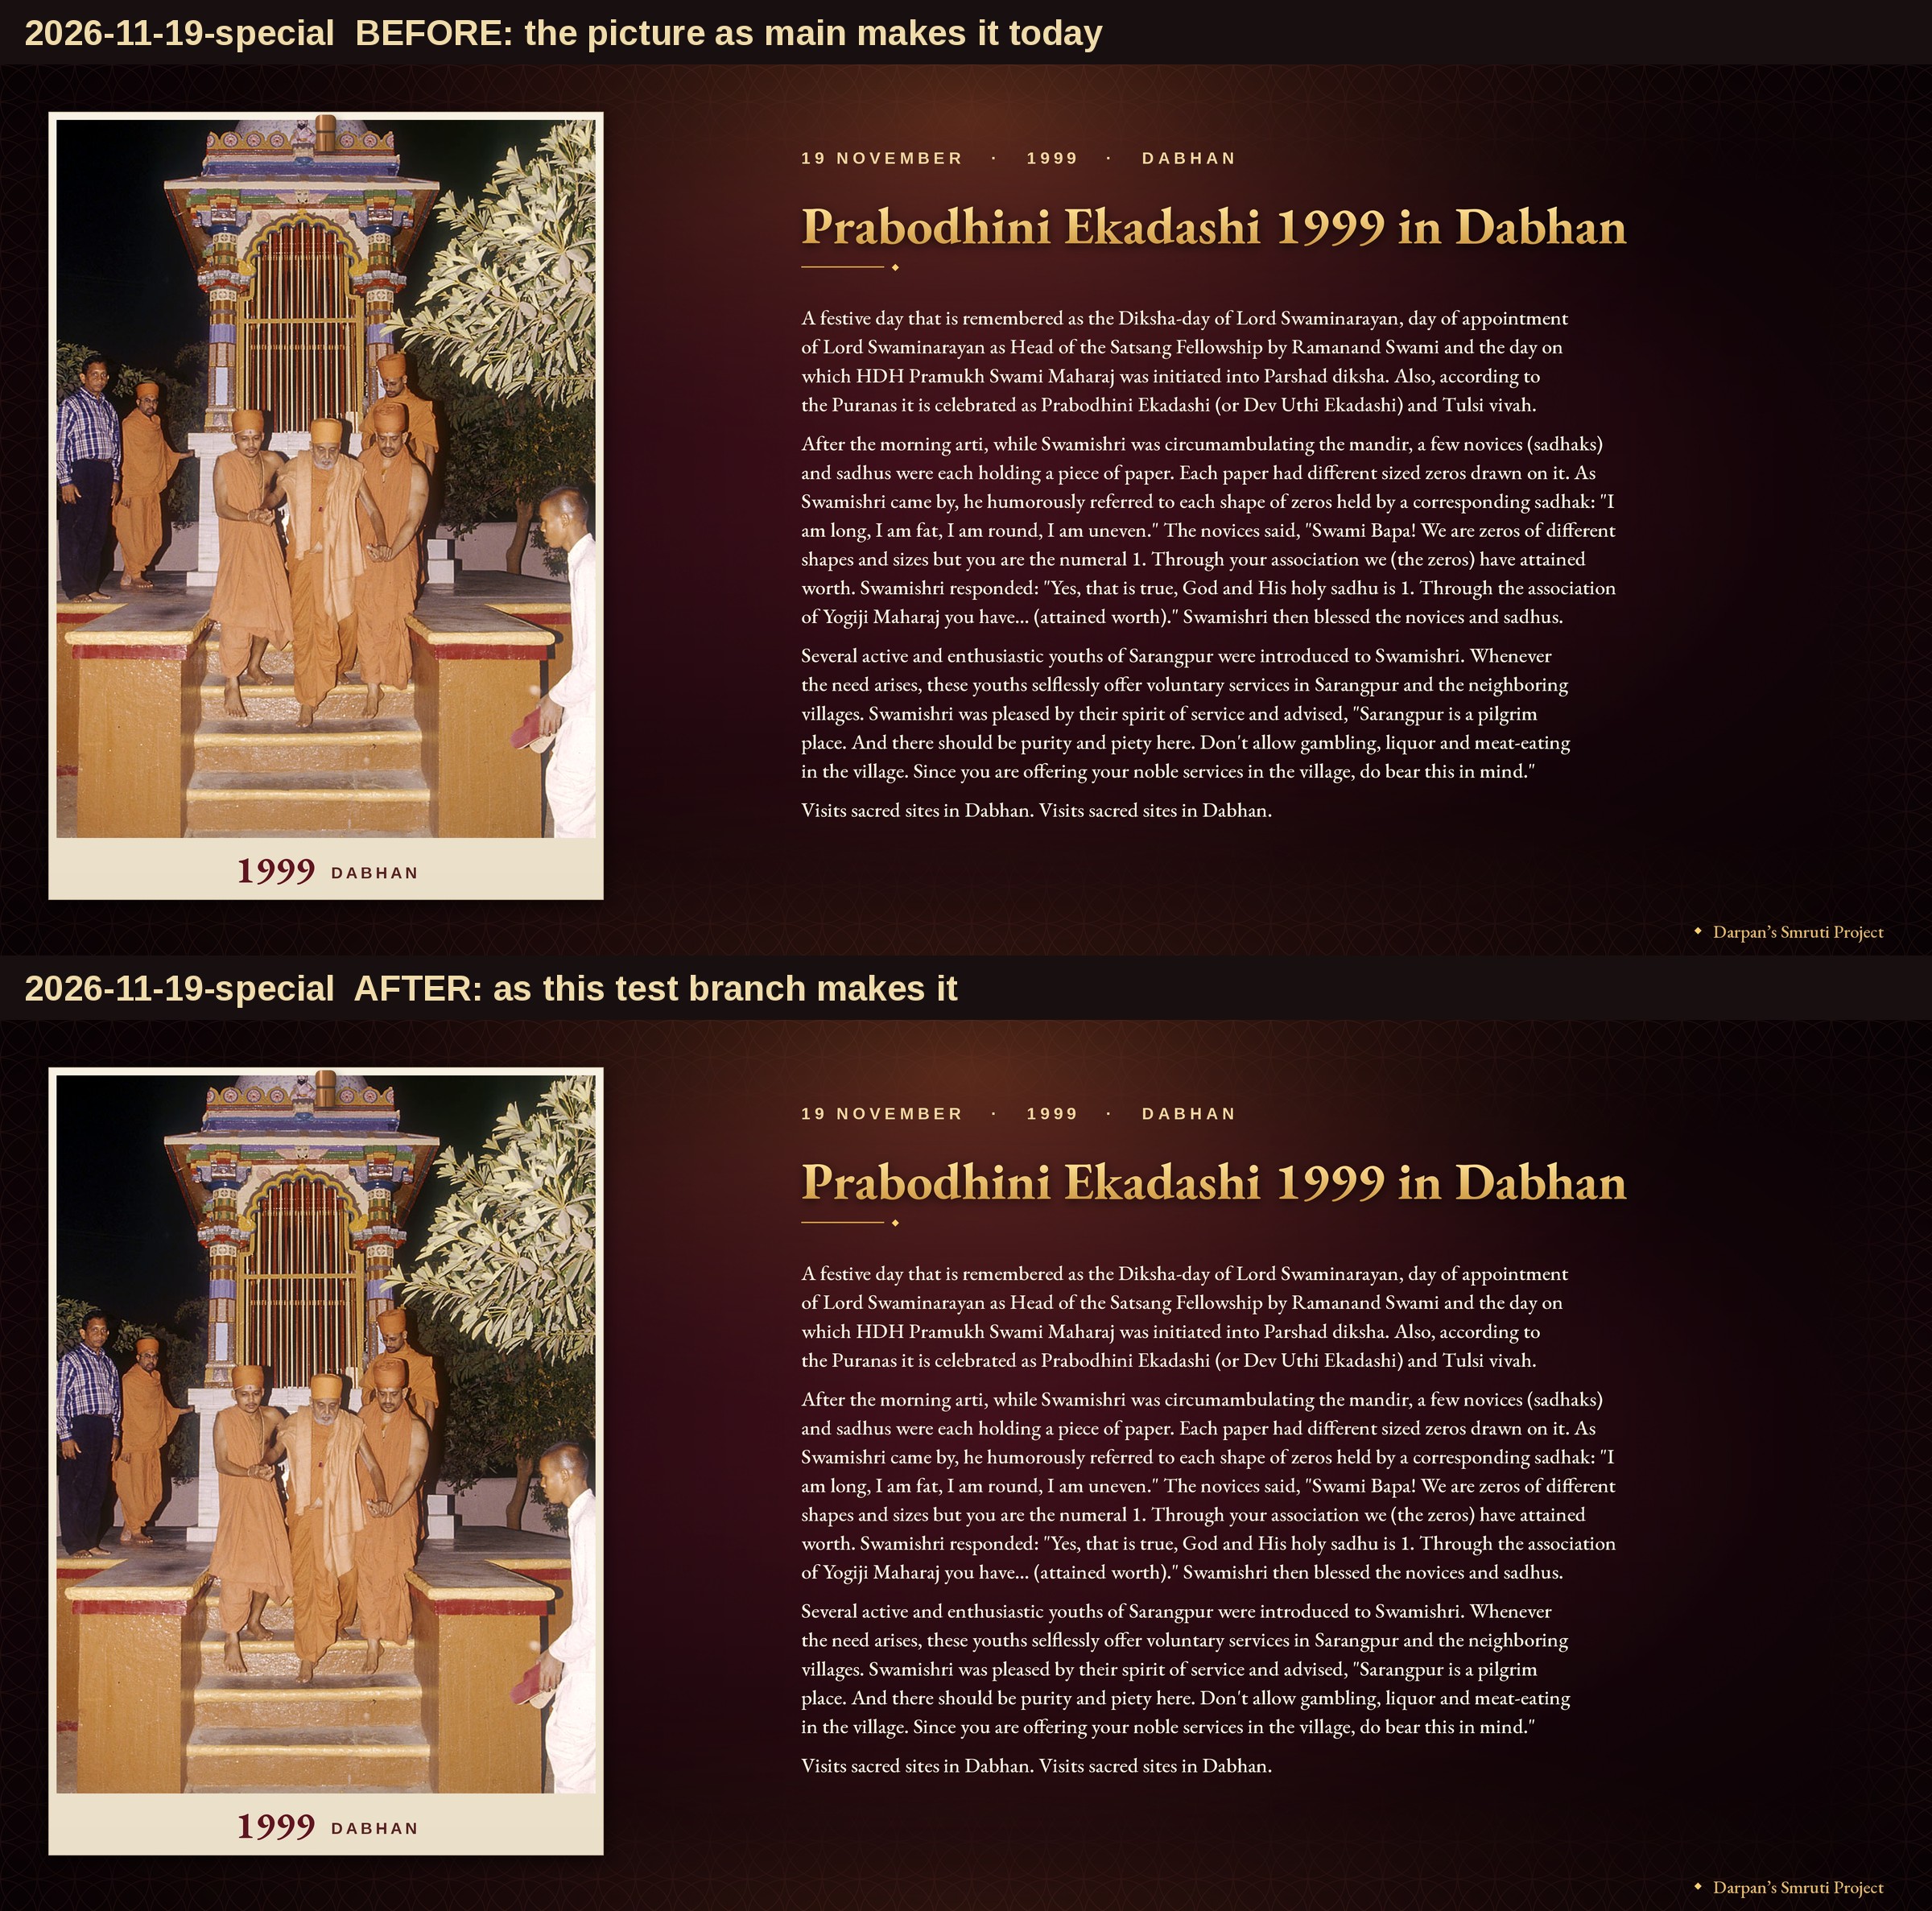 2026-11-19-special  BEFORE: the picture as main makes it today
19 NOVEMBER · 1999 · DABHAN
Prabodhini Ekadashi 1999 in Dabhan
A festive day that is remembered as the Diksha-day of Lord Swaminarayan, day of appointment
of Lord Swaminarayan as Head of the Satsang Fellowship by Ramanand Swami and the day on
which HDH Pramukh Swami Maharaj was initiated into Parshad diksha. Also, according to
the Puranas it is celebrated as Prabodhini Ekadashi (or Dev Uthi Ekadashi) and Tulsi vivah.
After the morning arti, while Swamishri was circumambulating the mandir, a few novices (sadhaks)
and sadhus were each holding a piece of paper. Each paper had different sized zeros drawn on it. As
Swamishri came by, he humorously referred to each shape of zeros held by a corresponding sadhak: "I
am long, I am fat, I am round, I am uneven." The novices said, "Swami Bapa! We are zeros of different
shapes and sizes but you are the numeral 1. Through your association we (the zeros) have attained
worth. Swamishri responded: "Yes, that is true, God and His holy sadhu is 1. Through the association
of Yogiji Maharaj you have... (attained worth)." Swamishri then blessed the novices and sadhus.
Several active and enthusiastic youths of Sarangpur were introduced to Swamishri. Whenever
the need arises, these youths selflessly offer voluntary services in Sarangpur and the neighboring
villages. Swamishri was pleased by their spirit of service and advised, "Sarangpur is a pilgrim
place. And there should be purity and piety here. Don't allow gambling, liquor and meat-eating
in the village. Since you are offering your noble services in the village, do bear this in mind."
Visits sacred sites in Dabhan. Visits sacred sites in Dabhan.
1999 DABHAN
Darpan’s Smruti Project
2026-11-19-special  AFTER: as this test branch makes it
19 NOVEMBER · 1999 · DABHAN
Prabodhini Ekadashi 1999 in Dabhan
A festive day that is remembered as the Diksha-day of Lord Swaminarayan, day of appointment
of Lord Swaminarayan as Head of the Satsang Fellowship by Ramanand Swami and the day on
which HDH Pramukh Swami Maharaj was initiated into Parshad diksha. Also, according to
the Puranas it is celebrated as Prabodhini Ekadashi (or Dev Uthi Ekadashi) and Tulsi vivah.
After the morning arti, while Swamishri was circumambulating the mandir, a few novices (sadhaks)
and sadhus were each holding a piece of paper. Each paper had different sized zeros drawn on it. As
Swamishri came by, he humorously referred to each shape of zeros held by a corresponding sadhak: "I
am long, I am fat, I am round, I am uneven." The novices said, "Swami Bapa! We are zeros of different
shapes and sizes but you are the numeral 1. Through your association we (the zeros) have attained
worth. Swamishri responded: "Yes, that is true, God and His holy sadhu is 1. Through the association
of Yogiji Maharaj you have... (attained worth)." Swamishri then blessed the novices and sadhus.
Several active and enthusiastic youths of Sarangpur were introduced to Swamishri. Whenever
the need arises, these youths selflessly offer voluntary services in Sarangpur and the neighboring
villages. Swamishri was pleased by their spirit of service and advised, "Sarangpur is a pilgrim
place. And there should be purity and piety here. Don't allow gambling, liquor and meat-eating
in the village. Since you are offering your noble services in the village, do bear this in mind."
Visits sacred sites in Dabhan. Visits sacred sites in Dabhan.
1999 DABHAN
Darpan’s Smruti Project